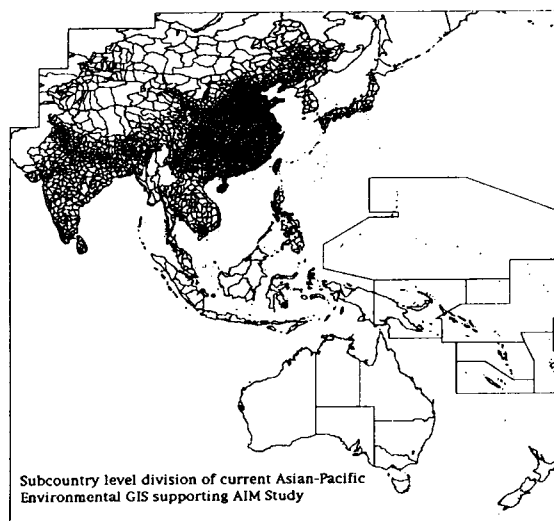 Subcountry level division of current Asian-Pacific
Environmental GIS supporting AIM Study